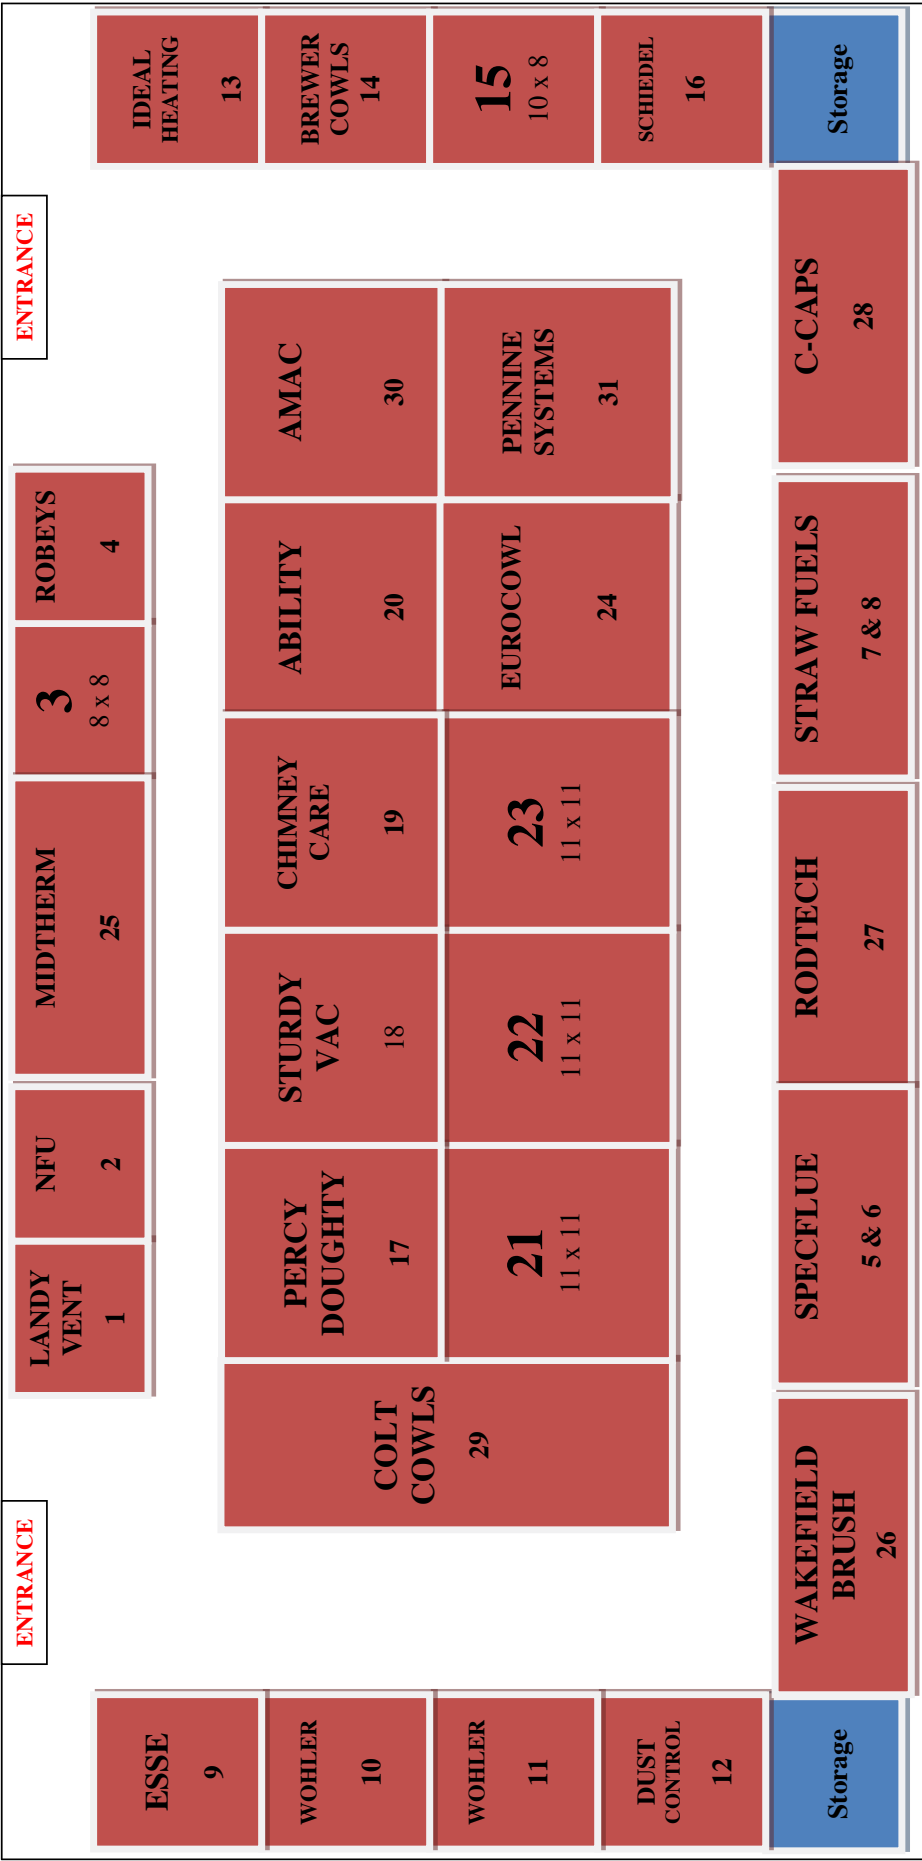 ENTRANCE
ENTRANCE
LANDY
VENT
1
NFU
2
MIDTHERM
25
3
8 x 8
ROBEYS
4
ESSE
9
WOHLER
10
WOHLER
11
DUST
CONTROL
12
Storage
COLT
COWLS
29
PERCY
DOUGHTY
17
STURDY
VAC
18
CHIMNEY
CARE
19
ABILITY
20
AMAC
30
21
11 x 11
22
11 x 11
23
11 x 11
EUROCOWL
24
PENNINE
SYSTEMS
31
IDEAL
HEATING
13
BREWER
COWLS
14
15
10 x 8
SCHIEDEL
16
Storage
WAKEFIELD
BRUSH
26
SPECFLUE
5 & 6
RODTECH
27
STRAW FUELS
7 & 8
C-CAPS
28